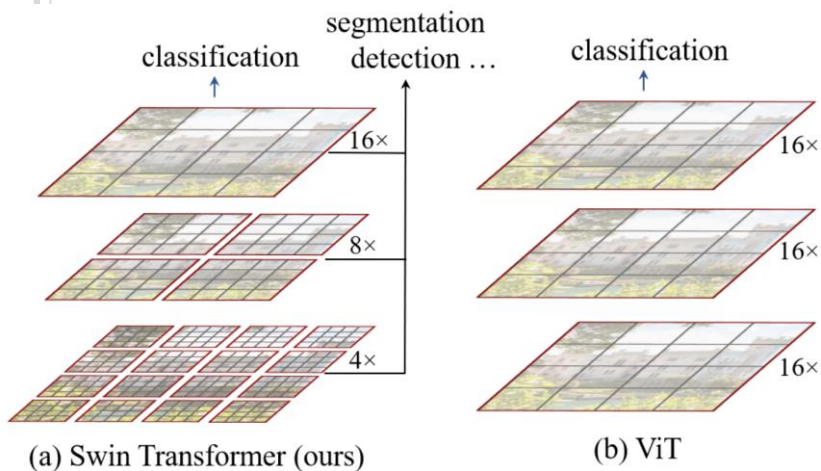 segmentation
classification
detection ...
classification
16×
8×
4×
16×
16×
16×
(a) Swin Transformer (ours)
(b) ViT